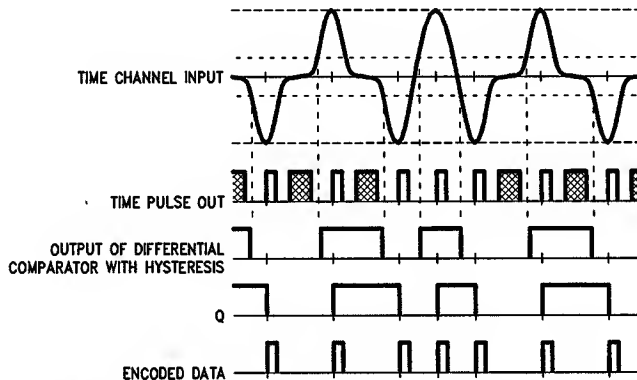 TIME CHANNEL INPUT
TIME PULSE OUT
OUTPUT OF DIFFERENTIAL
COMPARATOR WITH HYSTERESIS
Q
ENCODED DATA